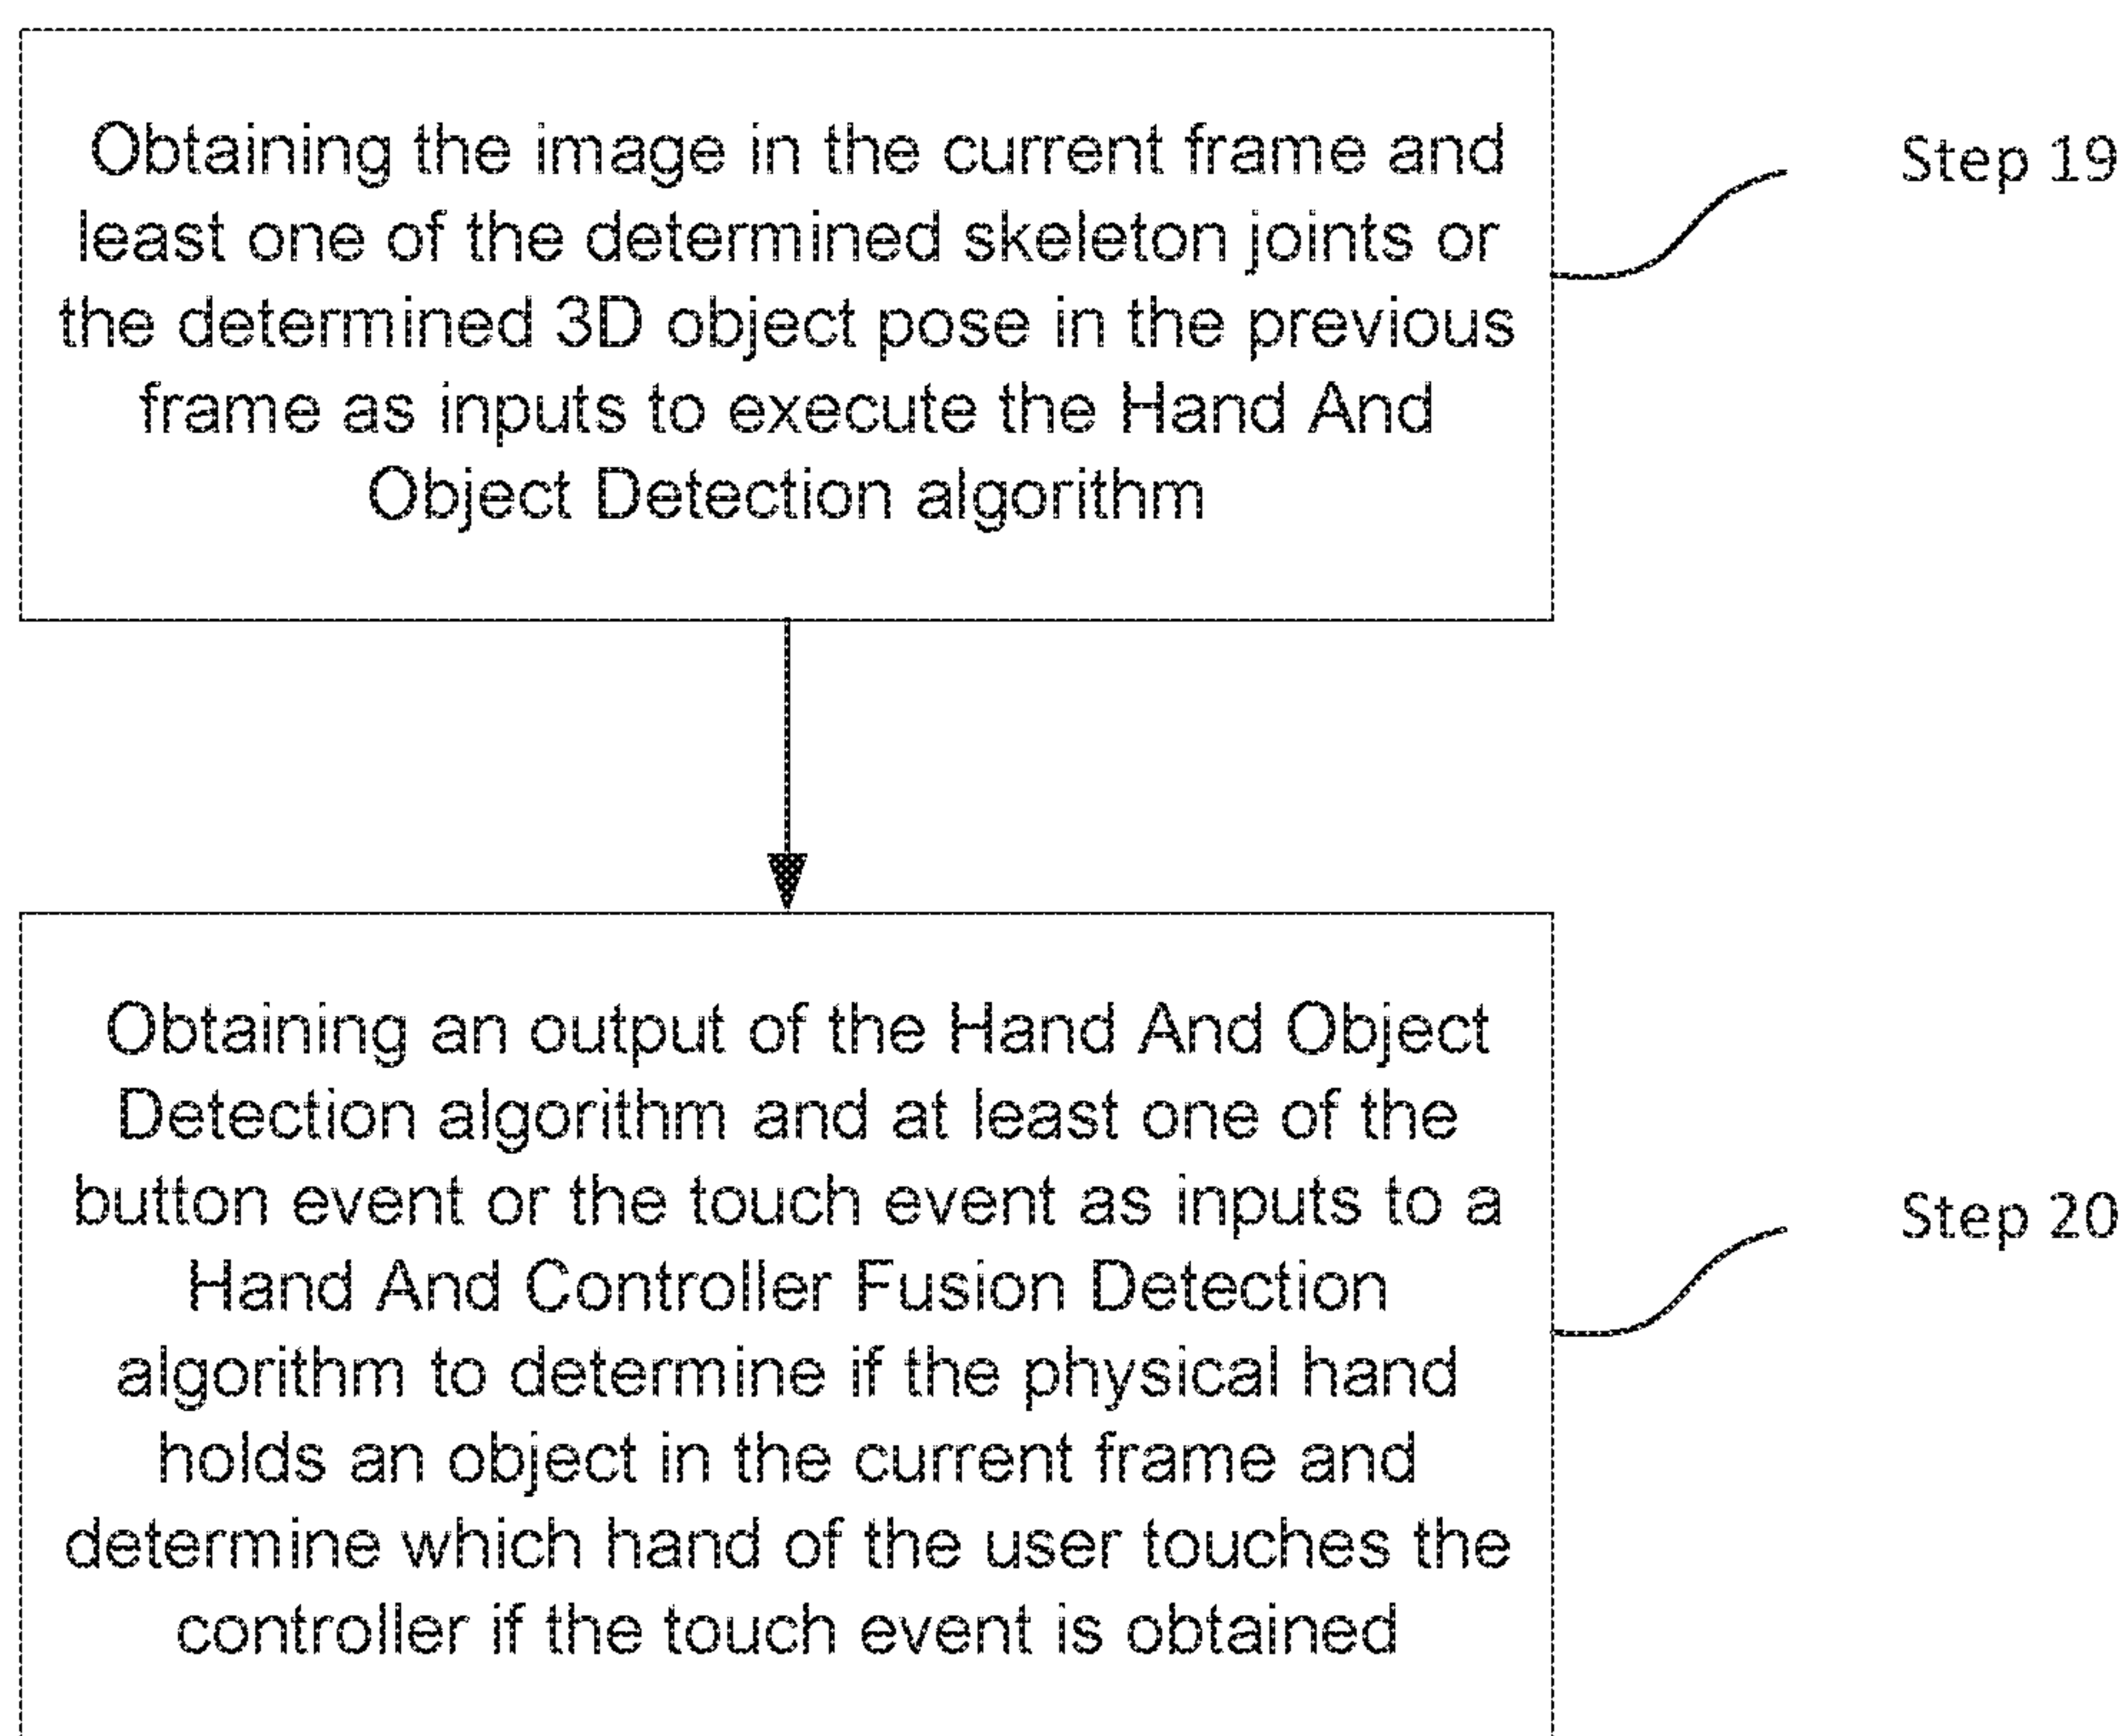 Obtaining the image in the current frame and
least one of the determined skeleton joints or
the determined 3D object pose in the previous
frame as inputs to execute the Hand And
Object Detection algorithm
Step 19
Obtaining an output of the Hand And Object
Detection algorithm and at least one of the
button event or the touch event as inputs to a
Hand And Controller Fusion Detection
algorithm to determine if the physical hand
holds an object in the current frame and
determine which hand of the user touches the
controller if the touch event is obtained
Step 20